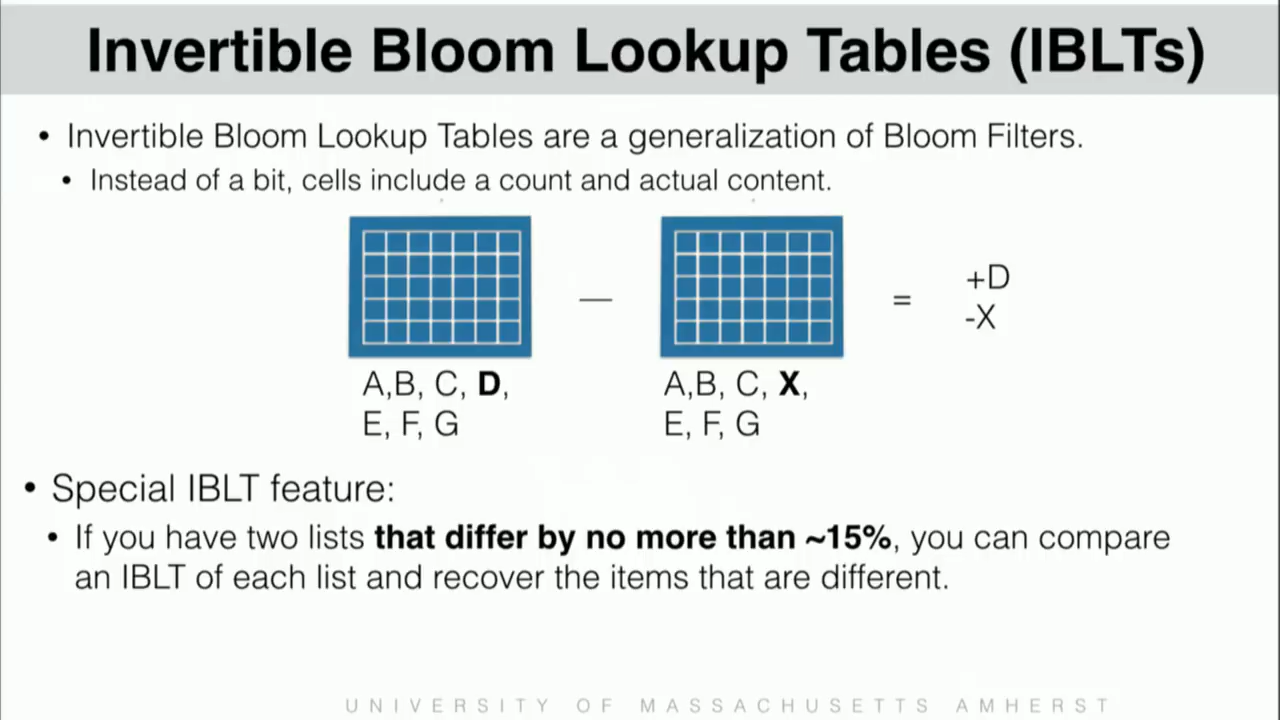 Invertible Bloom Lookup Tables (IBLTs)
• Invertible Bloom Lookup Tables are a generalization of Bloom Filters.
• Instead of a bit, cells include a count and actual content.
— =
+D
-X
A,B, C, D,
E, F, G
A,B, C, X,
E, F, G
• Special IBLT feature:
• If you have two lists that differ by no more than ~15%, you can compare
an IBLT of each list and recover the items that are different.
UNIVERSITY OF MASSACHUSETTS AMHERST